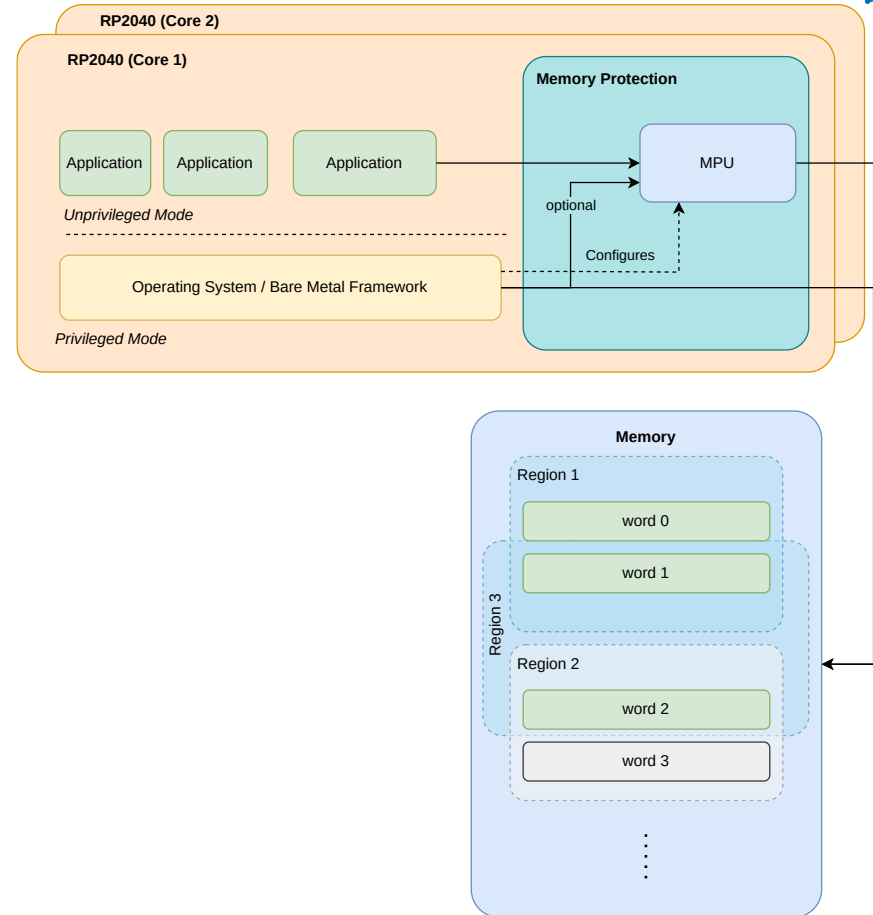 RP2040 (Core 2)
RP2040 (Core 1)
Memory Protection
Application
Application
Application
MPU
Unprivileged Mode
optional
Configures
Operating System / Bare Metal Framework
Privileged Mode
Memory
Region 1
word 0
word 1
Region 3
Region 2
word 2
word 3